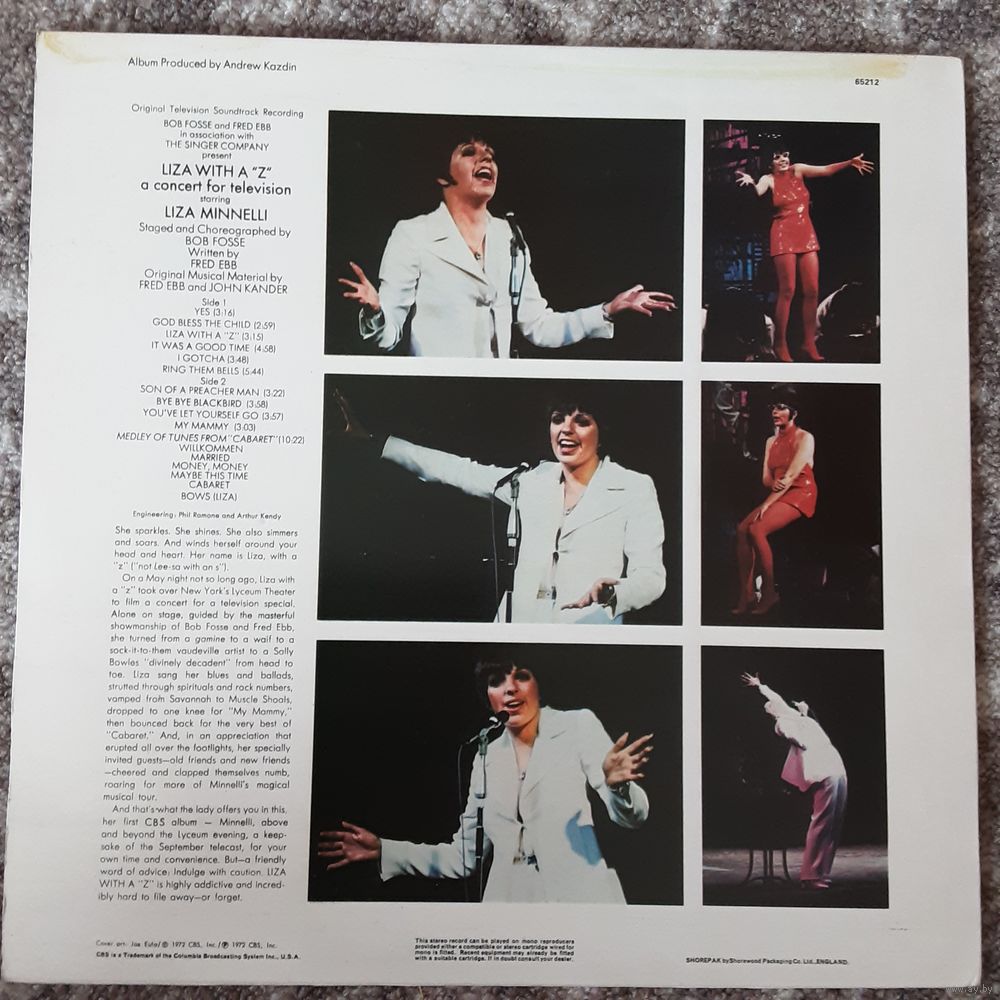 Album Produced by Andrew Kazdin
65212
Original Television Soundtrack Recording
BOB FOSSE and FRED EBB
in association with
THE SINGER COMPANY
present
LIZA WITH A "Z"
a concert for television
starring
LIZA MINNELLI
Staged and Choreographed by
BOB FOSSE
Written by
FRED EBB
Original Musical Material by
FRED EBB and JOHN KANDER
Side 1
YES (3:16)
GOD BLESS THE CHILD (2:59)
LIZA WITH A "Z" (3:15)
IT WAS A GOOD TIME (4:58)
I GOTCHA (3:48)
RING THEM BELLS (5:44)
Side 2
SON OF A PREACHER MAN (3:22)
BYE BYE BLACKBIRD (3:58)
YOU'VE LET YOURSELF GO (3:57)
MY MAMMY (3:03)
MEDLEY OF TUNES FROM "CABARET" (10:22)
WILLKOMMEN
MARRIED
MONEY, MONEY
MAYBE THIS TIME
CABARET
BOWS (LIZA)
Engineering: Phil Ramone and Arthur Kendy
She sparkles. She shines. She also simmers
and soars. And winds herself around your
head and heart. Her name is Liza, with a
"z" ("not Lee-sa with an s").
On a May night not so long ago, Liza with
a "z" took over New York's Lyceum Theater
to film a concert for a television special.
Alone on stage, guided by the masterful
showmanship of Bob Fosse and Fred Ebb,
she turned from a gamine to a waif to a
sock-it-to-them vaudeville artist to a Sally
Bowles "divinely decadent" from head to
toe. Liza sang her blues and ballads,
strutted through spirituals and rock numbers,
vamped from Savannah to Muscle Shoals,
dropped to one knee for "My Mammy,"
then bounced back for the very best of
"Cabaret." And, in an appreciation that
erupted all over the footlights, her specially
invited guests—old friends and new friends
—cheered and clapped themselves numb,
roaring for more of Minnelli's magical
musical tour.
And that's what the lady offers you in this,
her first CBS album — Minnelli, above
and beyond the Lyceum evening, a keep-
sake of the September telecast, for your
own time and convenience. But—a friendly
word of advice: Indulge with caution. LIZA
WITH A "Z" is highly addictive and incred-
ibly hard to file away—or forget.
Cover art: Joe Eula/© 1972 CBS, Inc./℗ 1972 CBS, Inc.
CBS is a Trademark of the Columbia Broadcasting System Inc., U.S.A.
This stereo record can be played on mono reproducers
provided either a compatible or stereo cartridge wired for
mono is fitted. Recent equipment may already be fitted
with a suitable cartridge. If in doubt consult your dealer.
SHOREPAK by Shorewood Packaging Co. Ltd., ENGLAND.
www.ay.by